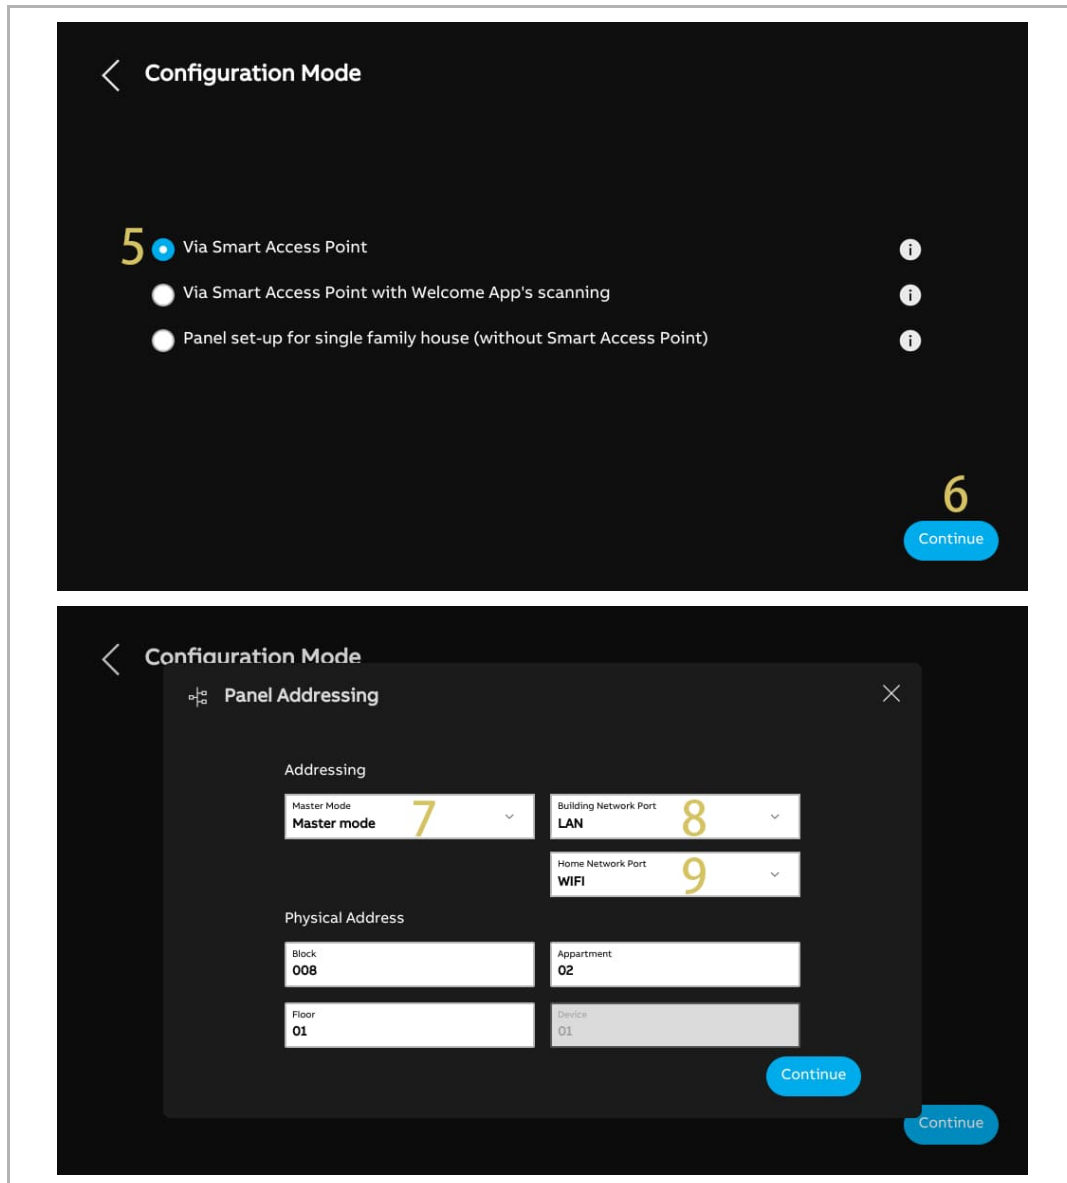 Configuration Mode
5 Via Smart Access Point
Via Smart Access Point with Welcome App's scanning
Panel set-up for single family house (without Smart Access Point)
6
Continue
Configuration Mode
Panel Addressing
Addressing
Master Mode
Master mode 7
Building Network Port
LAN 8
Home Network Port
WIFI 9
Physical Address
Block
008
Appartment
02
Floor
01
Device
01
Continue
Continue